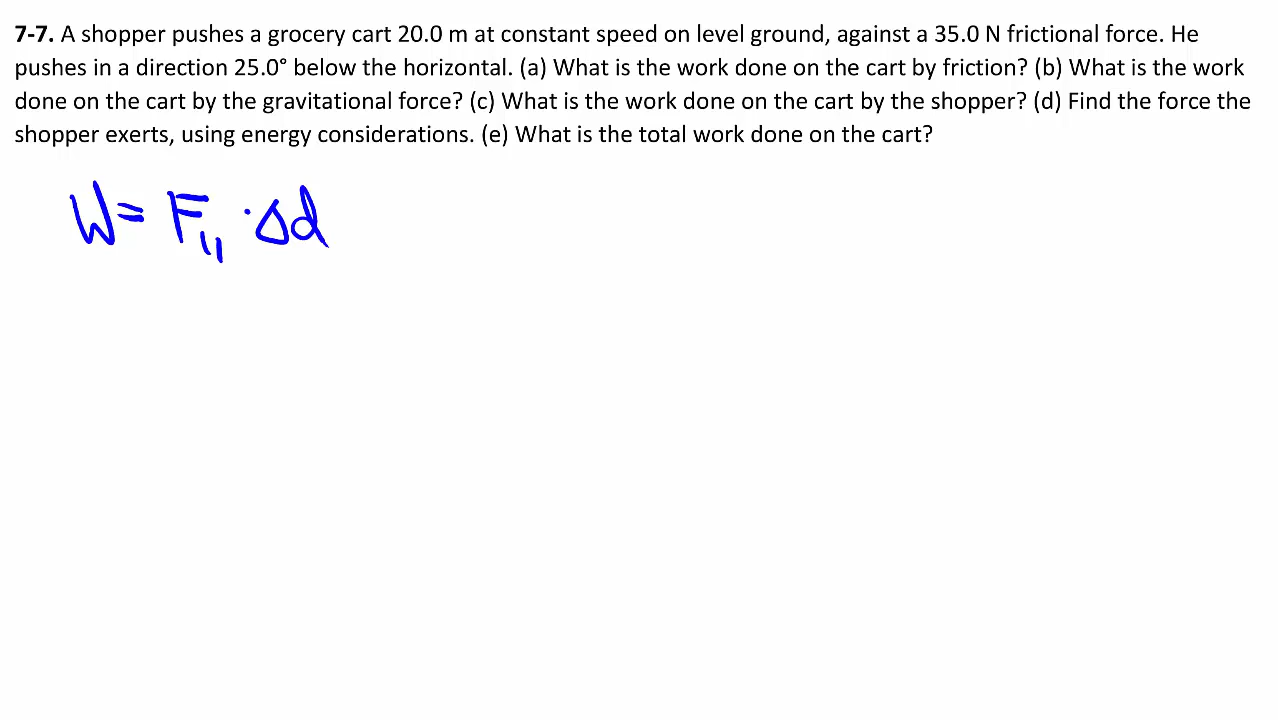 7-7. A shopper pushes a grocery cart 20.0 m at constant speed on level ground, against a 35.0 N frictional force. He
pushes in a direction 25.0° below the horizontal. (a) What is the work done on the cart by friction? (b) What is the work
done on the cart by the gravitational force? (c) What is the work done on the cart by the shopper? (d) Find the force the
shopper exerts, using energy considerations. (e) What is the total work done on the cart?
W = F₁₁ · Δd